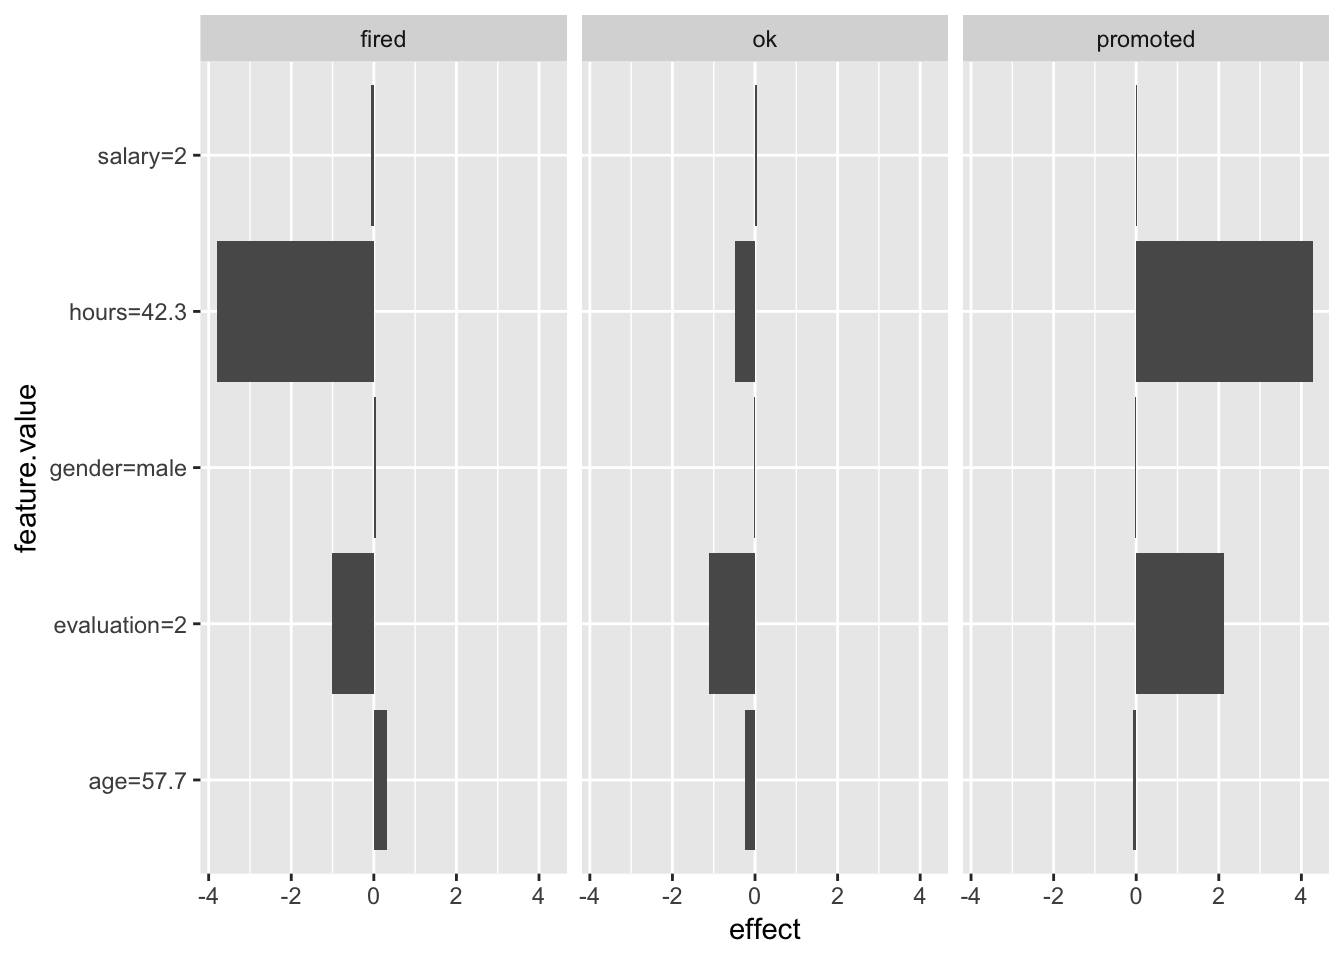 fired ok promoted
salary=2
hours=42.3
gender=male
evaluation=2
age=57.7
feature.value
-4 -2 0 2 4 -4 -2 0 2 4 -4 -2 0 2 4
effect